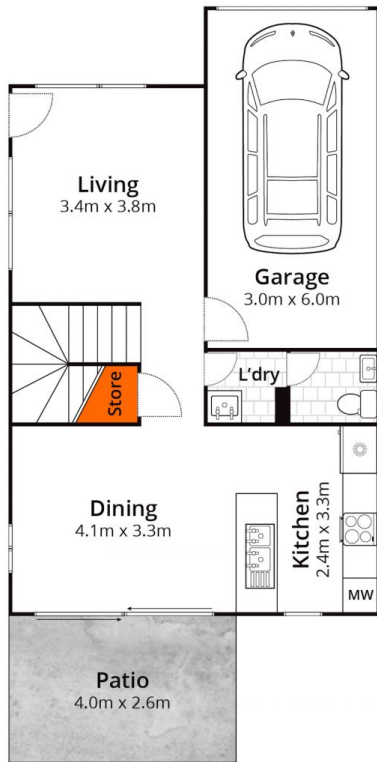 Living
3.4m x 3.8m
Garage
3.0m x 6.0m
L'dry
Store
Dining
4.1m x 3.3m
Kitchen
2.4m x 3.3m
MW
Patio
4.0m x 2.6m